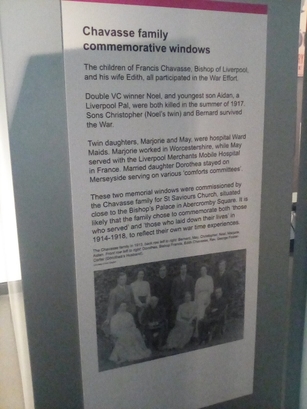 Chavasse family
commemorative windows
The children of Francis Chavasse, Bishop of Liverpool,
and his wife Edith, all participated in the War Effort.
Double VC winner Noel, and youngest son Aidan, a
Liverpool Pal, were both killed in the summer of 1917.
Sons Christopher (Noel's twin) and Bernard survived
the War.
Twin daughters, Marjorie and May, were hospital Ward
Maids. Marjorie worked in Worcestershire, while May
served with the Liverpool Merchants Mobile Hospital
in France. Married daughter Dorothea stayed on
Merseyside serving on various 'comforts committees'.
These two memorial windows were commissioned by
the Chavasse family for St Saviours Church, situated
close to the Bishop's Palace in Abercromby Square. It is
likely that the family chose to commemorate both 'those
who served' and 'those who laid down their lives' in
1914-1918, to reflect their own war time experiences.